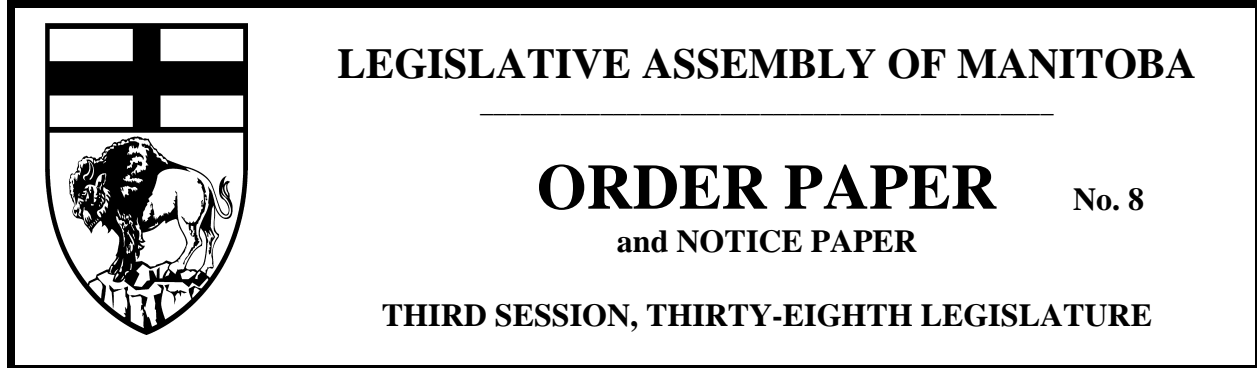 LEGISLATIVE ASSEMBLY OF MANITOBA
ORDER PAPER No. 8
and NOTICE PAPER
THIRD SESSION, THIRTY-EIGHTH LEGISLATURE